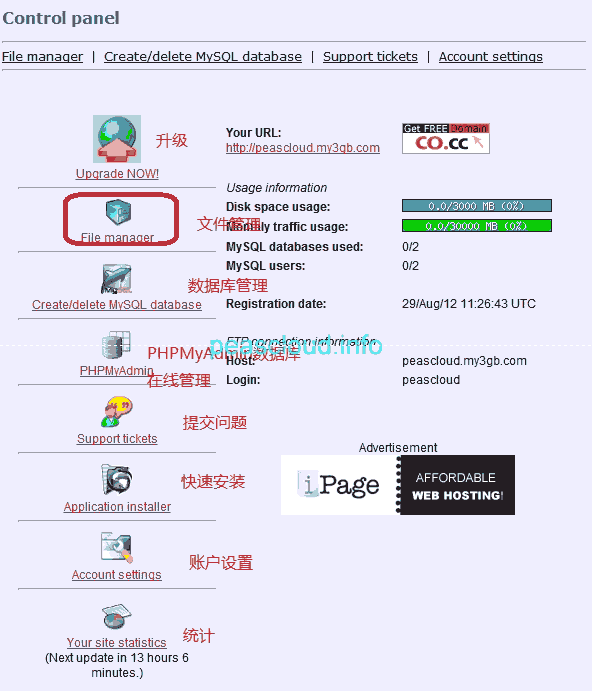 Control panel
File manager | Create/delete MySQL database | Support tickets | Account settings
升级
Upgrade NOW!
Your URL:
http://peascloud.my3gb.com
Get FREE Domain
CO.cc
Usage information
Disk space usage: 0.0/3000 MB (0%)
Monthly traffic usage: 0.0/30000 MB (0%)
MySQL databases used: 0/2
MySQL users: 0/2
Registration date: 29/Aug/12 11:26:43 UTC
File manager
文件管理
数据库管理
Create/delete MySQL database
FTP connection information
peascloud.info
Host: peascloud.my3gb.com
Login: peascloud
PHPMyAdmin数据库
在线管理
PHPMyAdmin
提交问题
Support tickets
Advertisement
iPage
AFFORDABLE
WEB HOSTING!
快速安装
Application installer
账户设置
Account settings
统计
Your site statistics
(Next update in 13 hours 6
minutes.)